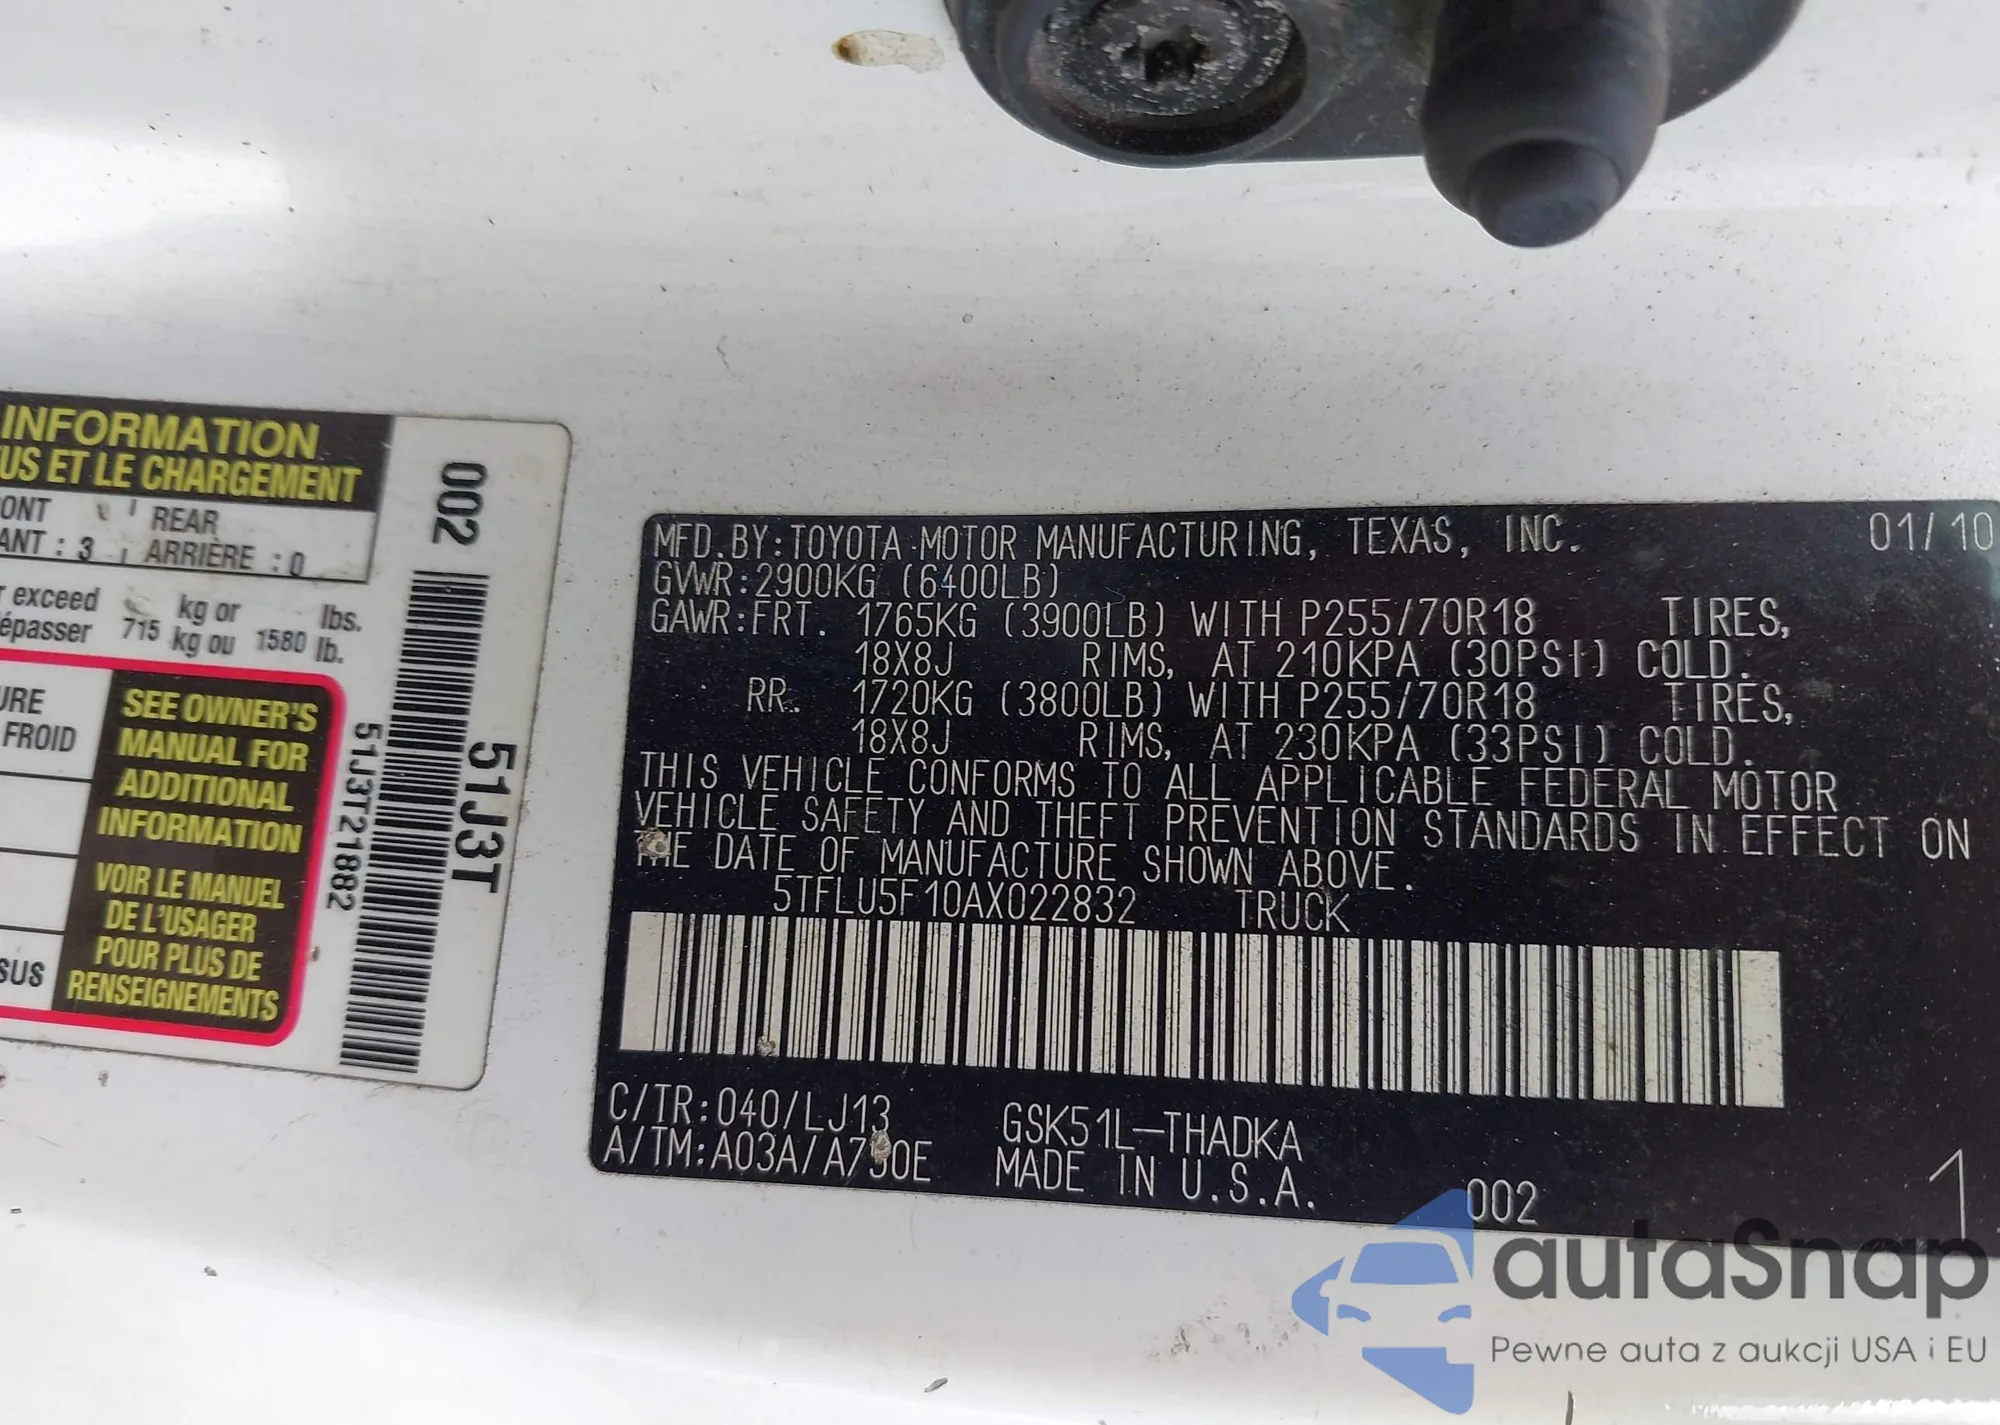 INFORMATION
US ET LE CHARGEMENT
ONT REAR
ANT : 3 ARRIÈRE : 0
r exceed kg or lbs.
épasser 715 kg ou 1580 lb.
URE
FROID
SUS
SEE OWNER'S
MANUAL FOR
ADDITIONAL
INFORMATION
VOIR LE MANUEL
DE L'USAGER
POUR PLUS DE
RENSEIGNEMENTS
002
51J3T
51J3T21882
MFD.BY:TOYOTA MOTOR MANUFACTURING, TEXAS, INC. 01/10
GVWR:2900KG (6400LB)
GAWR:FRT. 1765KG (3900LB) WITH P255/70R18 TIRES,
18X8J RIMS, AT 210KPA (30PSI) COLD.
RR. 1720KG (3800LB) WITH P255/70R18 TIRES,
18X8J RIMS, AT 230KPA (33PSI) COLD.
THIS VEHICLE CONFORMS TO ALL APPLICABLE FEDERAL MOTOR
VEHICLE SAFETY AND THEFT PREVENTION STANDARDS IN EFFECT ON
THE DATE OF MANUFACTURE SHOWN ABOVE.
5TFLU5F10AX022832 TRUCK
C/TR:040/LJ13 GSK51L-THADKA
A/TM:A03A/A750E MADE IN U.S.A. 002 1
autaSnap
Pewne auta z aukcji USA i EU